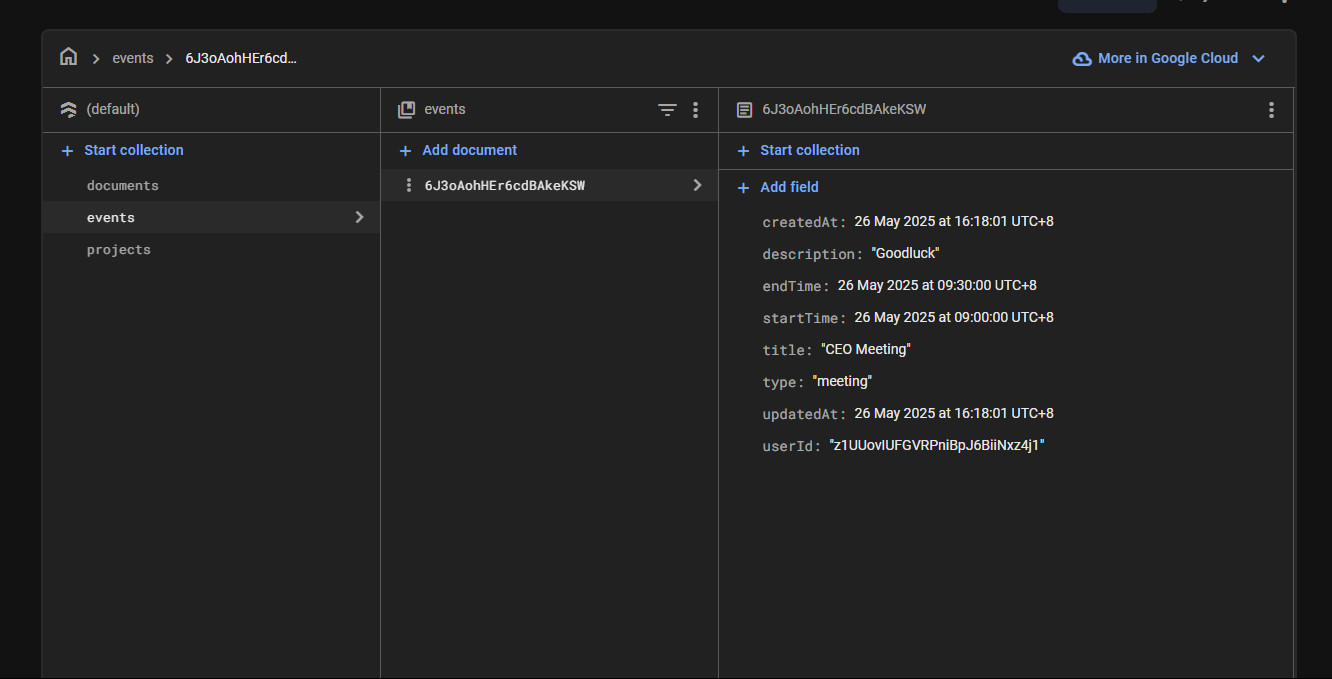 events 6J3oAohHEr6cd… More in Google Cloud
(default)
Start collection
documents
events
projects
events
Add document
6J3oAohHEr6cdBAkeKSW
6J3oAohHEr6cdBAkeKSW
Start collection
Add field
createdAt: 26 May 2025 at 16:18:01 UTC+8
description: "Goodluck"
endTime: 26 May 2025 at 09:30:00 UTC+8
startTime: 26 May 2025 at 09:00:00 UTC+8
title: "CEO Meeting"
type: "meeting"
updatedAt: 26 May 2025 at 16:18:01 UTC+8
userId: "z1UUovIUFGVRPniBpJ6BiiNxz4j1"